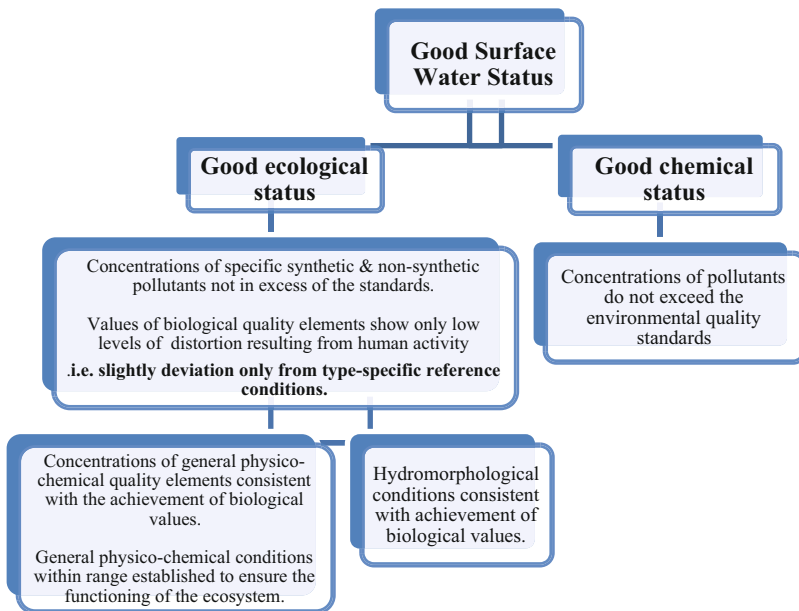 Good Surface
Water Status
Good ecological
status
Good chemical
status
Concentrations of specific synthetic & non-synthetic
pollutants not in excess of the standards.
Values of biological quality elements show only low
levels of distortion resulting from human activity
.i.e. slightly deviation only from type-specific reference
conditions.
Concentrations of pollutants
do not exceed the
environmental quality
standards
Concentrations of general physico-
chemical quality elements consistent
with the achievement of biological
values.
General physico-chemical conditions
within range established to ensure the
functioning of the ecosystem.
Hydromorphological
conditions consistent
with achievement of
biological values.